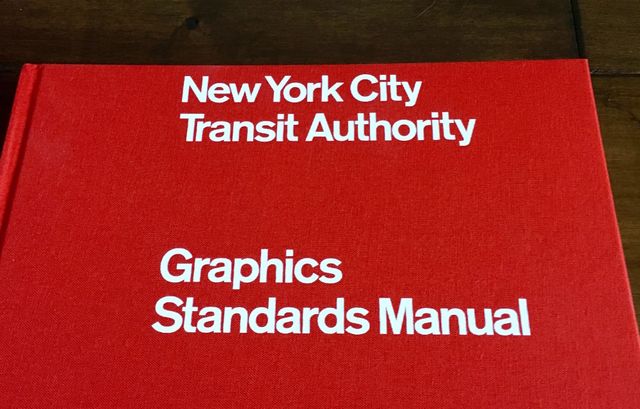 New York City
Transit Authority
Graphics
Standards Manual